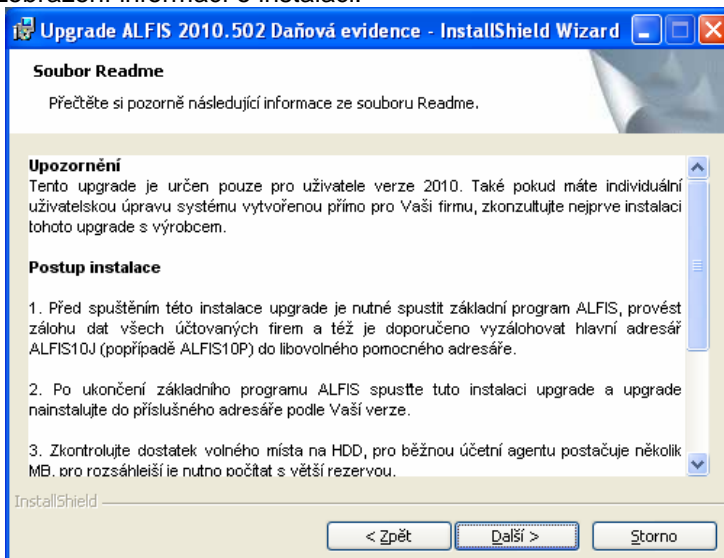 zobrazení informací o instalaci.
Upgrade ALFIS 2010.502 Daňová evidence - InstallShield Wizard
Soubor Readme
Přečtěte si pozorně následující informace ze souboru Readme.
Upozornění
Tento upgrade je určen pouze pro uživatele verze 2010. Také pokud máte individuální
uživatelskou úpravu systému vytvořenou přímo pro Vaši firmu, zkonzultujte nejprve instalaci
tohoto upgrade s výrobcem.
Postup instalace
1. Před spuštěním této instalace upgrade je nutné spustit základní program ALFIS, provést
zálohu dat všech účtovaných firem a též je doporučeno vyzálohovat hlavní adresář
ALFIS10J (popřípadě ALFIS10P) do libovolného pomocného adresáře.
2. Po ukončení základního programu ALFIS spusťte tuto instalaci upgrade a upgrade
nainstalujte do příslušného adresáře podle Vaší verze.
3. Zkontrolujte dostatek volného místa na HDD, pro běžnou účetní agentu postačuje několik
MB, pro rozsáhlejší je nutno počítat s větší rezervou.
InstallShield
< Zpět Další > Storno